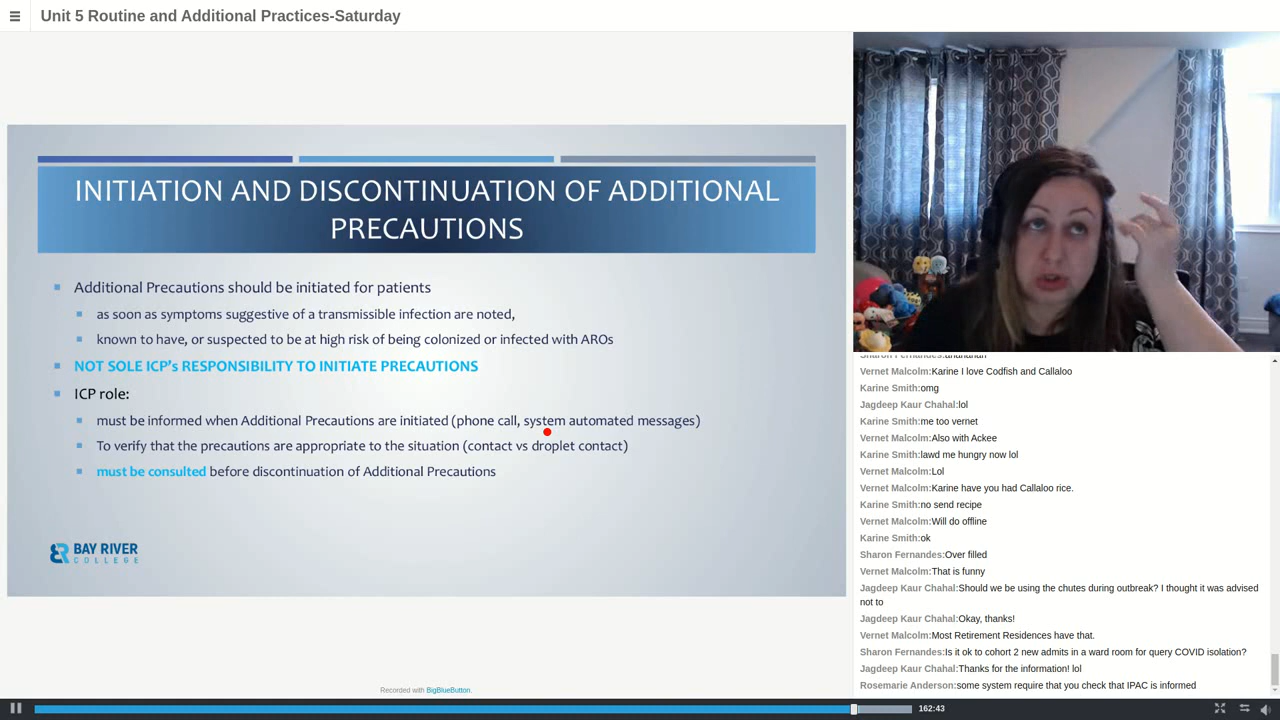 Unit 5 Routine and Additional Practices-Saturday
INITIATION AND DISCONTINUATION OF ADDITIONAL
PRECAUTIONS
Additional Precautions should be initiated for patients
as soon as symptoms suggestive of a transmissible infection are noted,
known to have, or suspected to be at high risk of being colonized or infected with AROs
NOT SOLE ICP's RESPONSIBILITY TO INITIATE PRECAUTIONS
ICP role:
must be informed when Additional Precautions are initiated (phone call, system automated messages)
To verify that the precautions are appropriate to the situation (contact vs droplet contact)
must be consulted before discontinuation of Additional Precautions
BAY RIVER
COLLEGE
Recorded with BigBlueButton.
Sharon Fernandes:ahahahah
Vernet Malcolm:Karine I love Codfish and Callaloo
Karine Smith:omg
Jagdeep Kaur Chahal:lol
Karine Smith:me too vernet
Vernet Malcolm:Also with Ackee
Karine Smith:lawd me hungry now lol
Vernet Malcolm:Lol
Vernet Malcolm:Karine have you had Callaloo rice.
Karine Smith:no send recipe
Vernet Malcolm:Will do offline
Karine Smith:ok
Sharon Fernandes:Over filled
Vernet Malcolm:That is funny
Jagdeep Kaur Chahal:Should we be using the chutes during outbreak? I thought it was advised
not to
Jagdeep Kaur Chahal:Okay, thanks!
Vernet Malcolm:Most Retirement Residences have that.
Sharon Fernandes:Is it ok to cohort 2 new admits in a ward room for query COVID isolation?
Jagdeep Kaur Chahal:Thanks for the information! lol
Rosemarie Anderson:some system require that you check that IPAC is informed
162:43